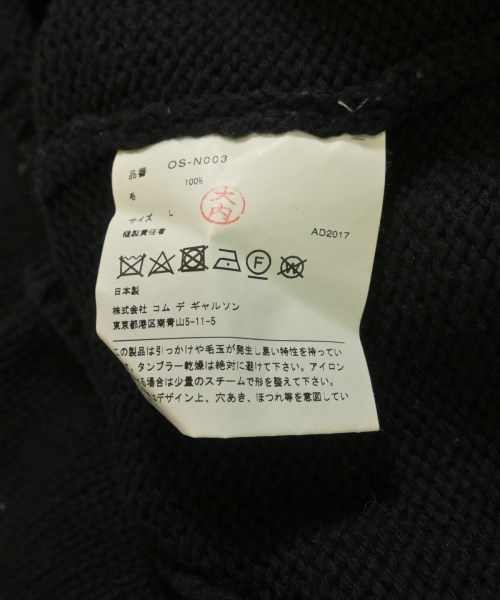 品番 OS-N003
毛 100%
サイズ L
縫製責任者 大内 AD2017
F W
日本製
株式会社 コム デ ギャルソン
東京都港区南青山5-11-5
この製品は引っかけや毛玉が発生し易い特性を持ってい
、タンブラー乾燥は絶対に避けて下さい。アイロン
る場合は少量のスチームで形を整えて下さい。
はデザイン上、穴あき、ほつれ等を意図してい